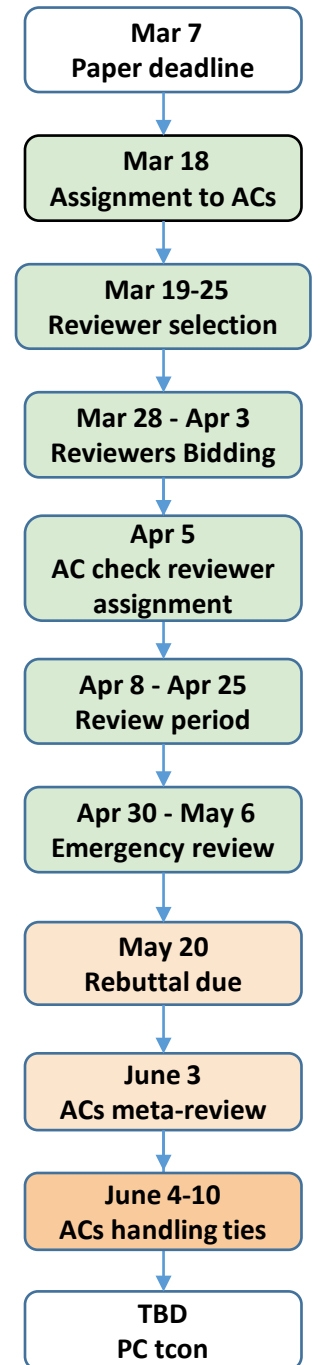 Mar 7
Paper deadline
Mar 18
Assignment to ACs
Mar 19-25
Reviewer selection
Mar 28 - Apr 3
Reviewers Bidding
Apr 5
AC check reviewer
assignment
Apr 8 - Apr 25
Review period
Apr 30 - May 6
Emergency review
May 20
Rebuttal due
June 3
ACs meta-review
June 4-10
ACs handling ties
TBD
PC tcon